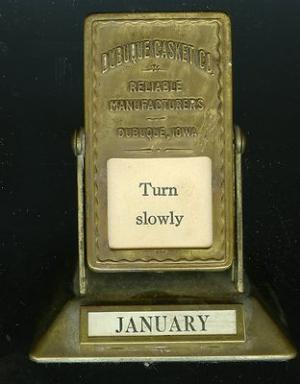 DUBUQUE CASKET CO.
RELIABLE
MANUFACTURERS
DUBUQUE, IOWA
Turn
slowly
JANUARY